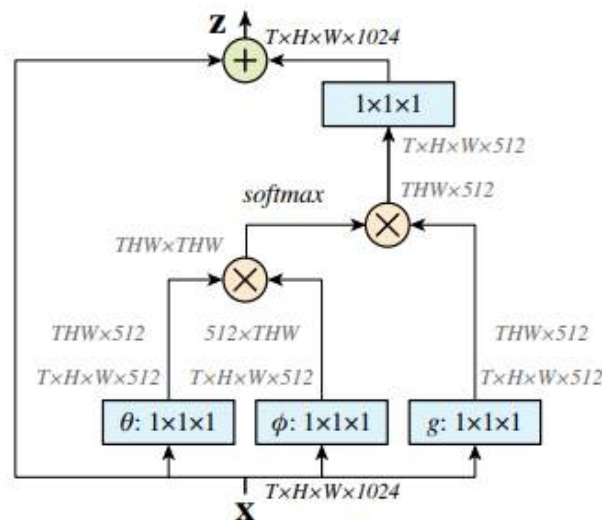 z
T×H×W×1024
+
1×1×1
T×H×W×512
THW×512
softmax
×
THW×THW
×
THW×512 512×THW THW×512
T×H×W×512 T×H×W×512 T×H×W×512
θ: 1×1×1 ϕ: 1×1×1 g: 1×1×1
T×H×W×1024
x